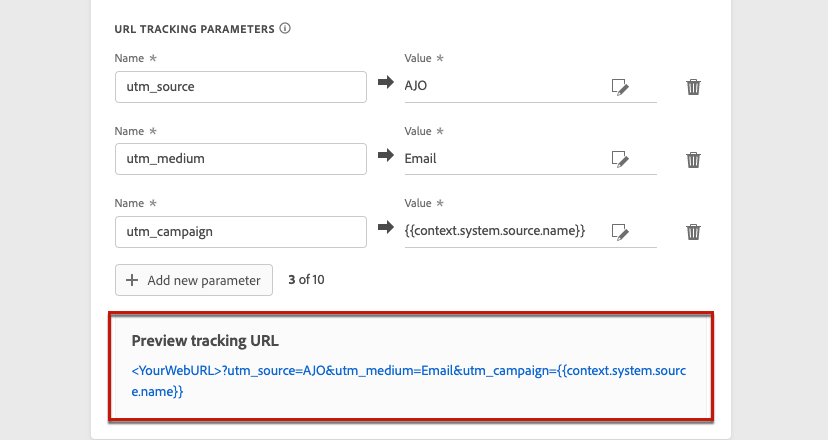 URL TRACKING PARAMETERS
Name *
Value *
utm_source
AJO
Name *
Value *
utm_medium
Email
Name *
Value *
utm_campaign
{{context.system.source.name}}
+ Add new parameter
3 of 10
Preview tracking URL
<YourWebURL>?utm_source=AJO&utm_medium=Email&utm_campaign={{context.system.sourc
e.name}}